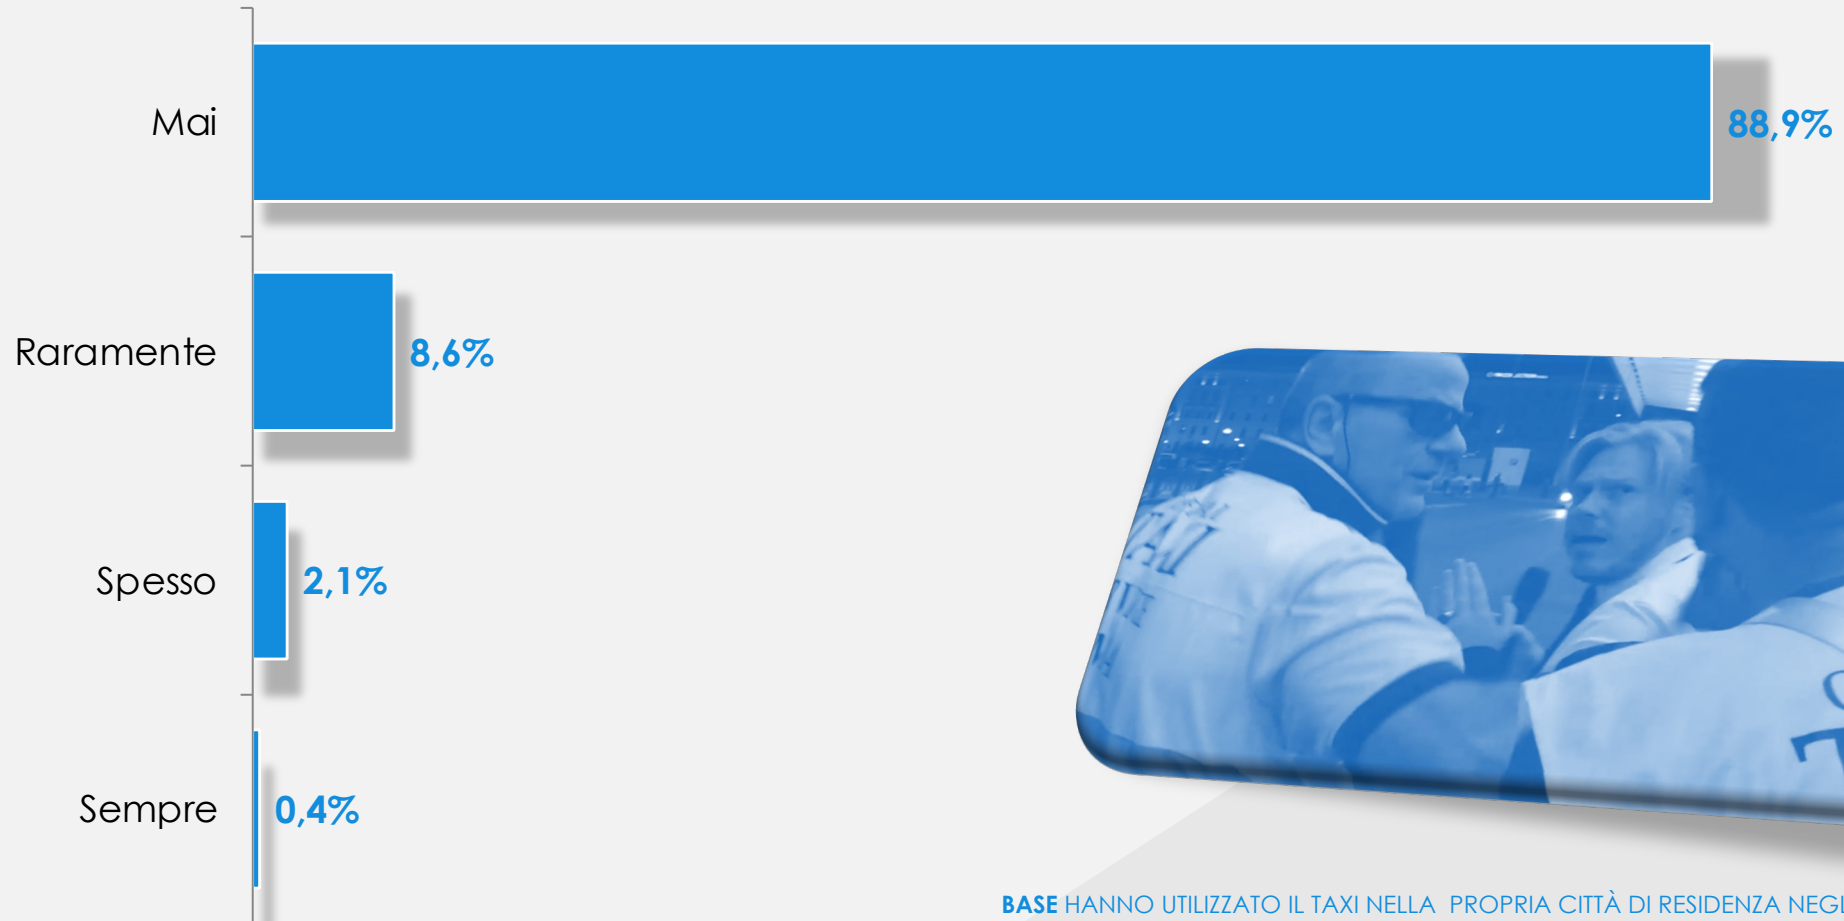 Mai
88,9%
Raramente
8,6%
Spesso
2,1%
Sempre
0,4%
BASE HANNO UTILIZZATO IL TAXI NELLA PROPRIA CITTÀ DI RESIDENZA NEG